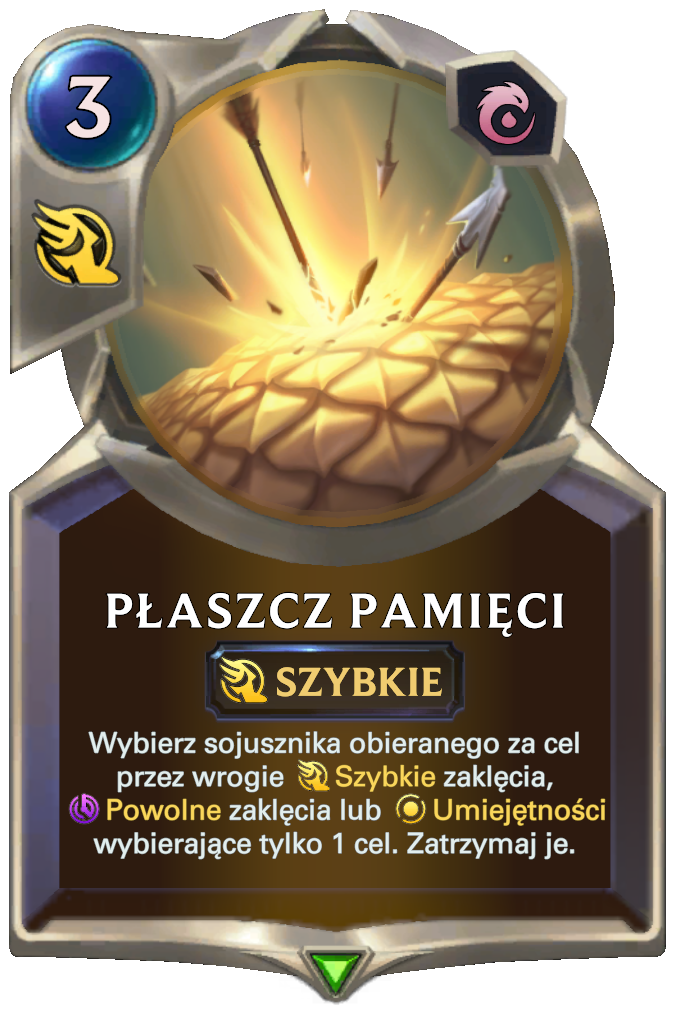 3
PŁASZCZ PAMIĘCI
SZYBKIE
Wybierz sojusznika obieranego za cel
przez wrogie Szybkie zaklęcia,
Powolne zaklęcia lub Umiejętności
wybierające tylko 1 cel. Zatrzymaj je.